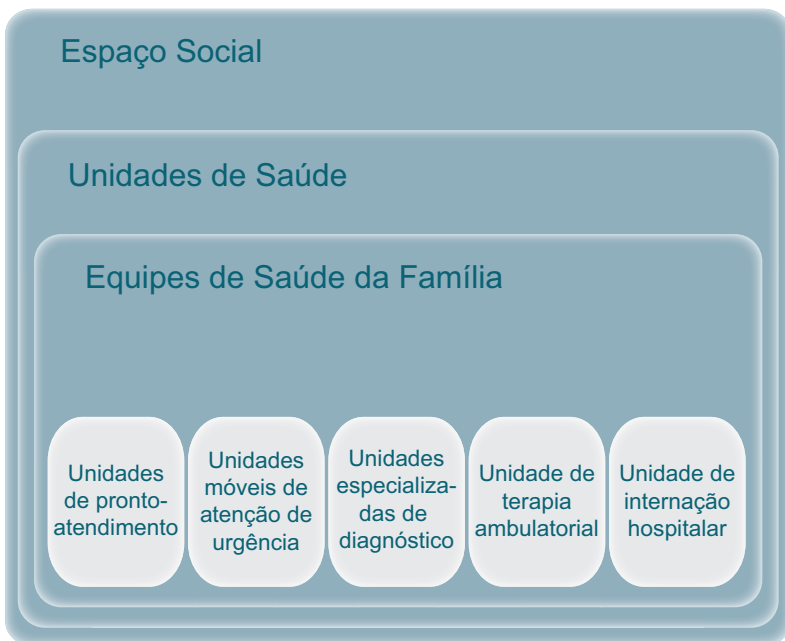 Espaço Social
Unidades de Saúde
Equipes de Saúde da Família
Unidades
de pronto-
atendimento
Unidades
móveis de
atenção de
urgência
Unidades
especializa-
das de
diagnóstico
Unidade de
terapia
ambulatorial
Unidade de
internação
hospitalar